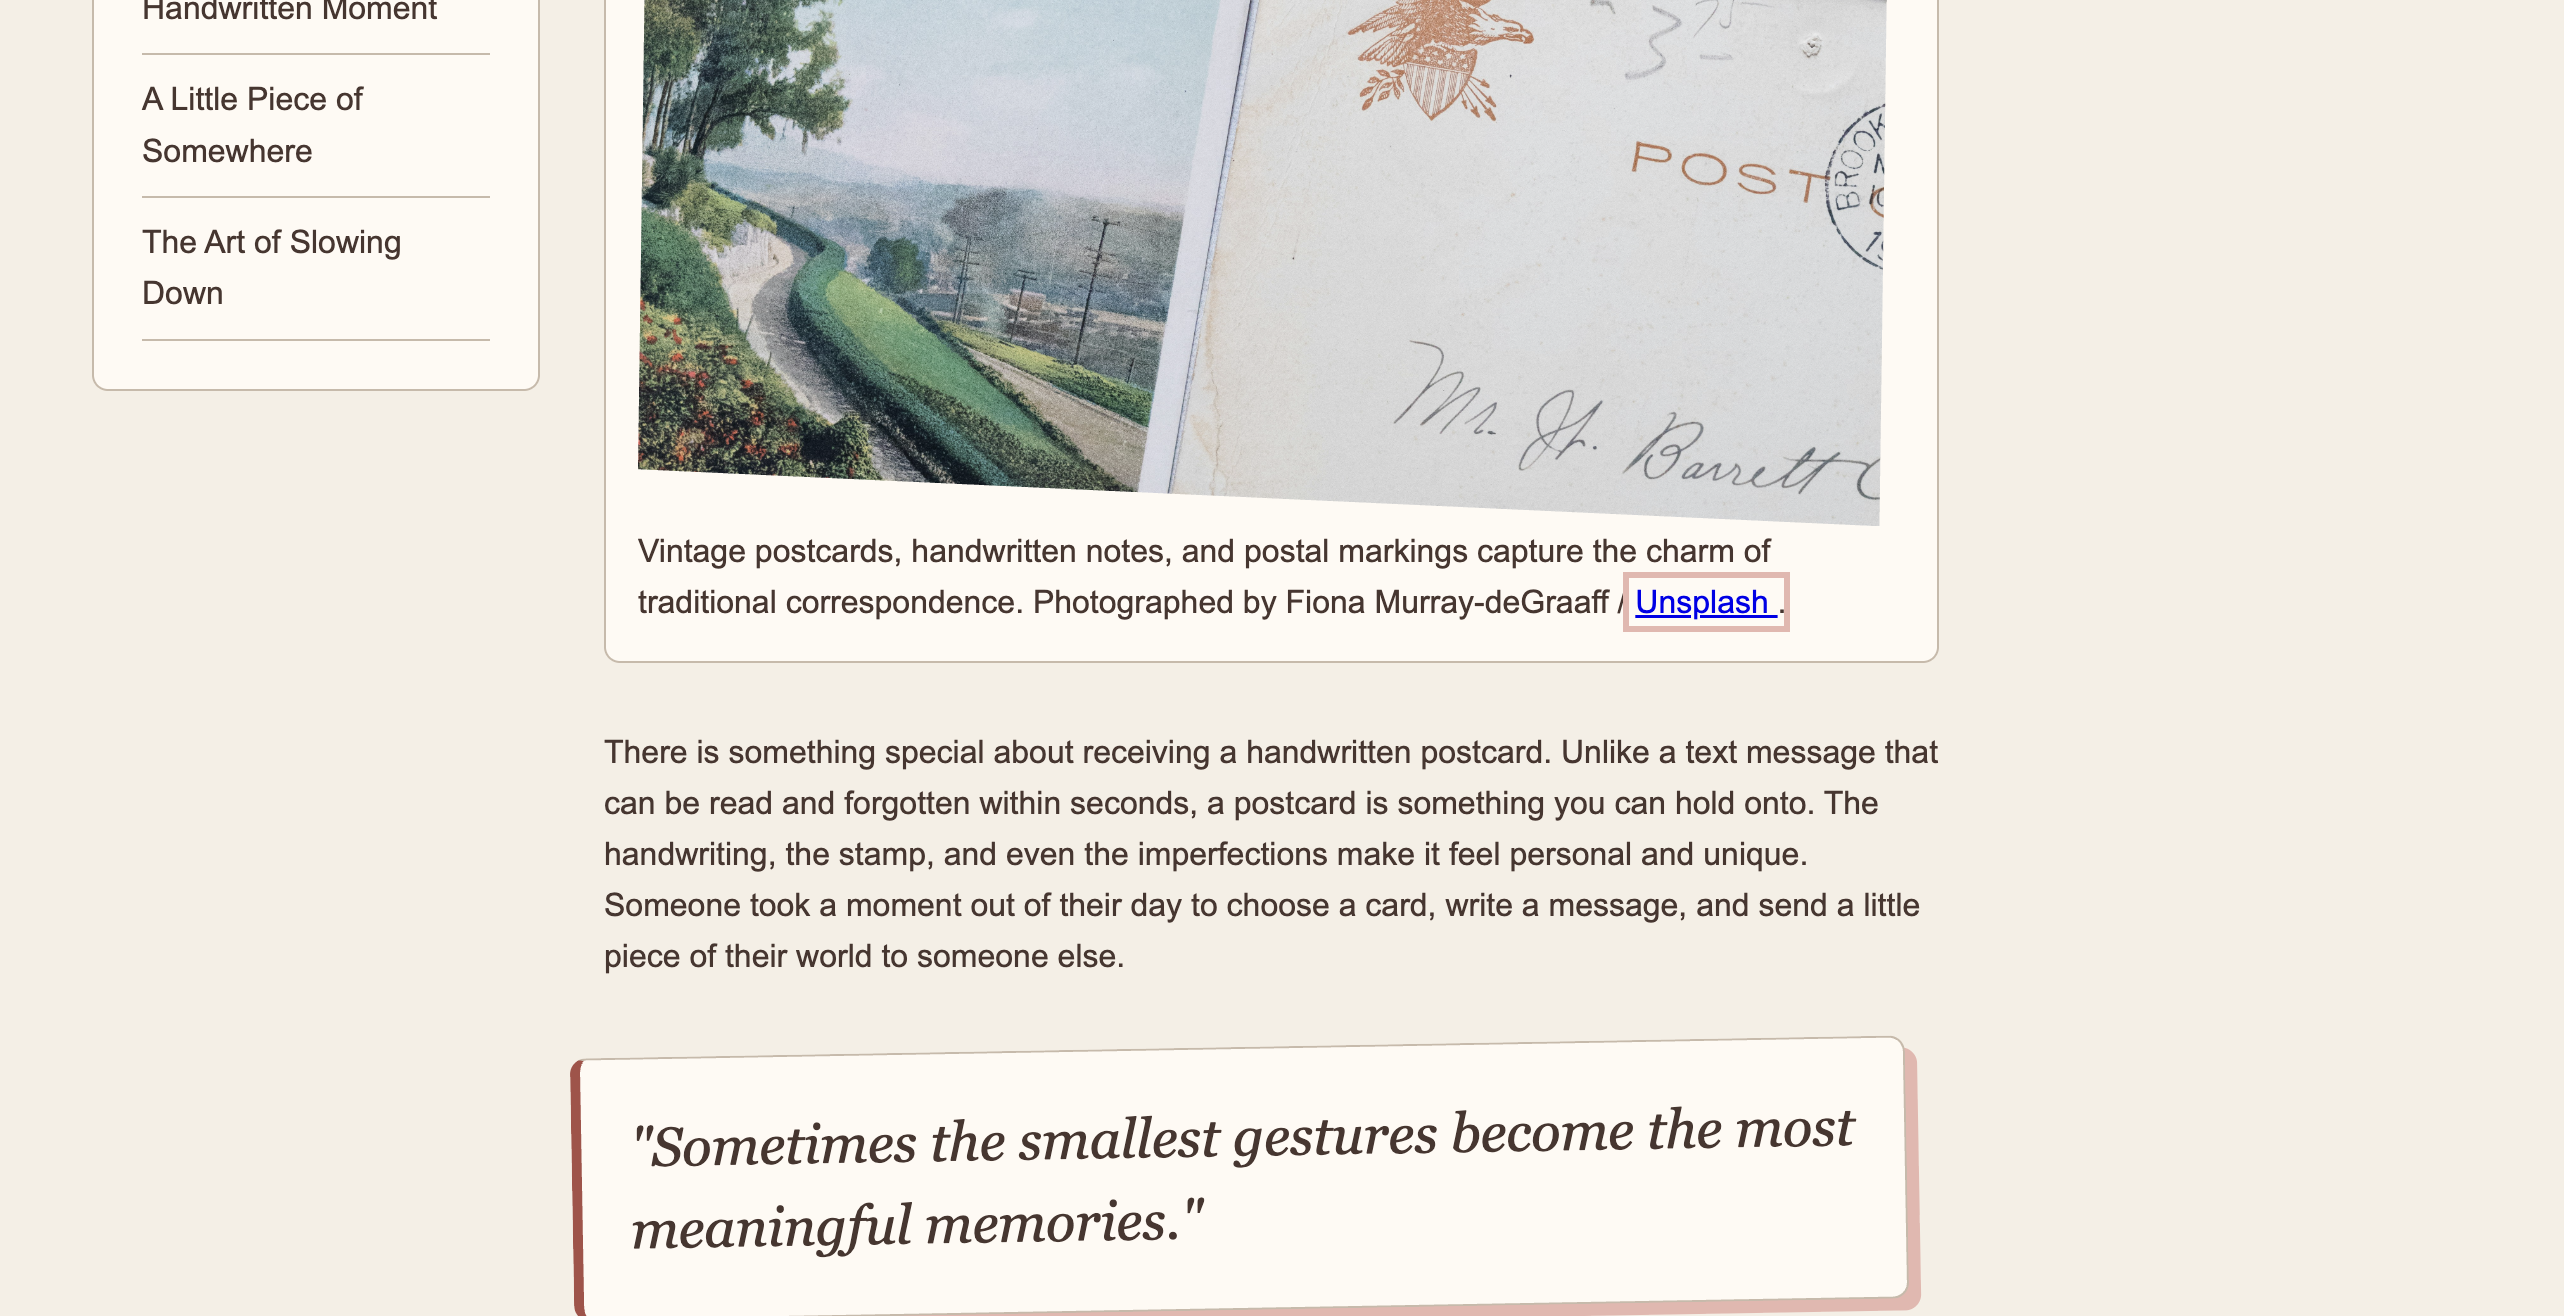 Handwritten Moment
A Little Piece of
Somewhere
The Art of Slowing
Down
3 75
POST
BROOK
Mr. H. Barrett
Vintage postcards, handwritten notes, and postal markings capture the charm of
traditional correspondence. Photographed by Fiona Murray-deGraaff / Unsplash .
There is something special about receiving a handwritten postcard. Unlike a text message that
can be read and forgotten within seconds, a postcard is something you can hold onto. The
handwriting, the stamp, and even the imperfections make it feel personal and unique.
Someone took a moment out of their day to choose a card, write a message, and send a little
piece of their world to someone else.
"Sometimes the smallest gestures become the most
meaningful memories."